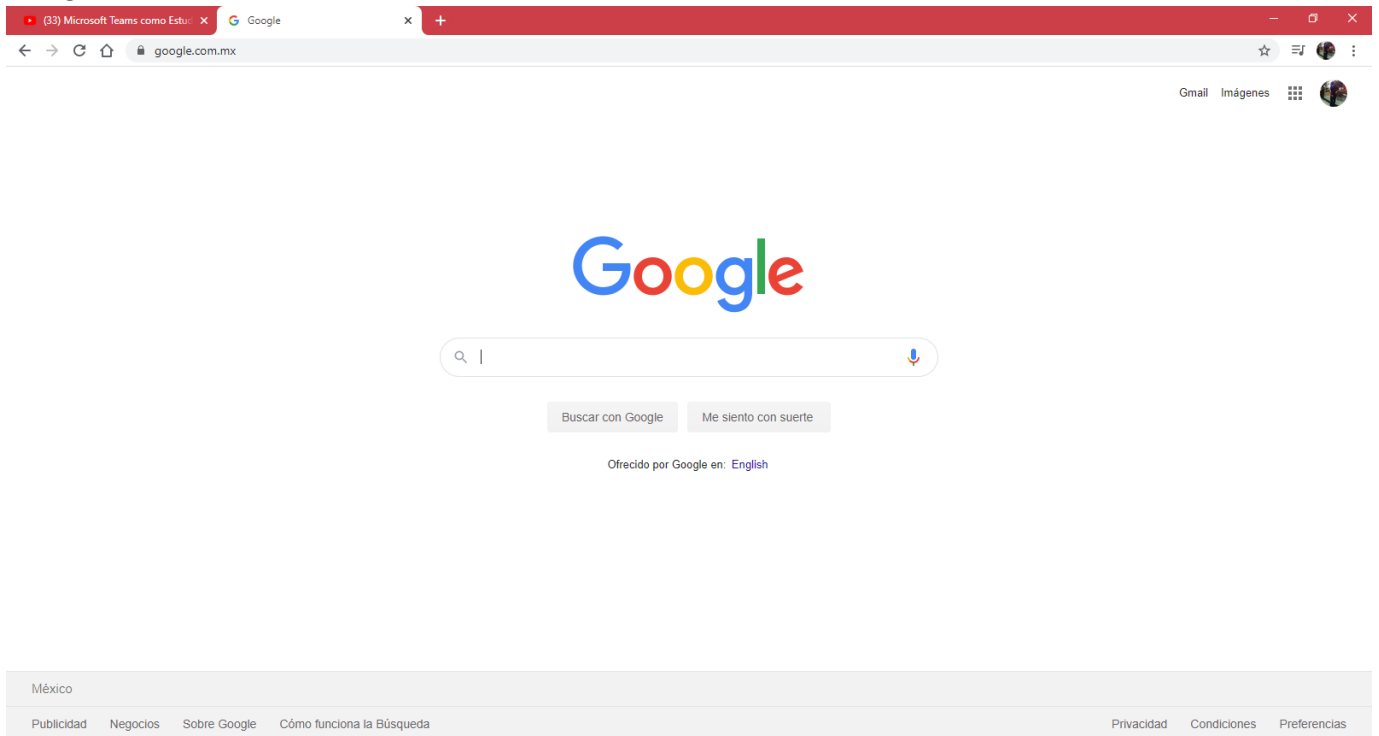 (33) Microsoft Teams como Estud
Google
google.com.mx
Gmail Imágenes
Google
Buscar con Google Me siento con suerte
Ofrecido por Google en: English
México
Publicidad Negocios Sobre Google Cómo funciona la Búsqueda Privacidad Condiciones Preferencias